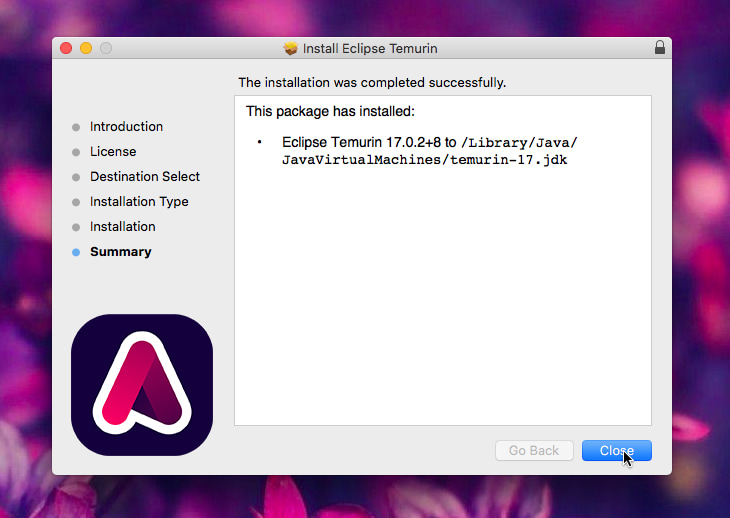 Install Eclipse Temurin
The installation was completed successfully.
Introduction
License
Destination Select
Installation Type
Installation
Summary
This package has installed:
• Eclipse Temurin 17.0.2+8 to /Library/Java/
JavaVirtualMachines/temurin-17.jdk
Go Back
Close